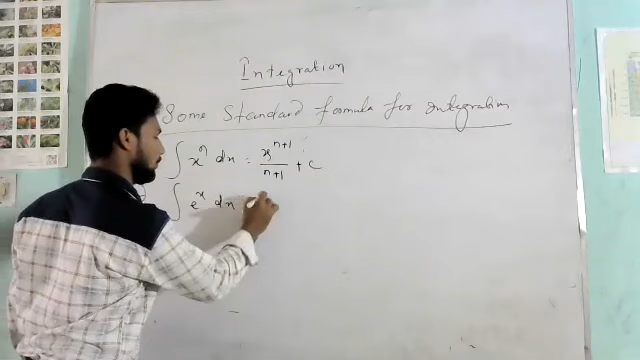 Integration
Some Standard formula for integration
∫ xⁿ dx = xⁿ⁺¹/n+1 + c
∫ eˣ dx